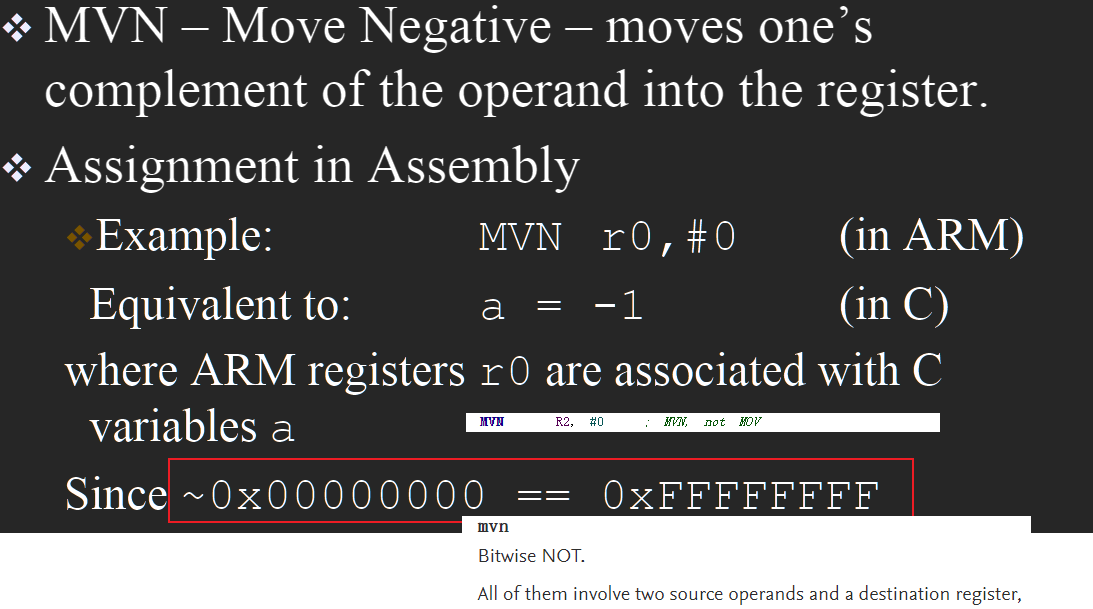 ❖ MVN – Move Negative – moves one’s
complement of the operand into the register.
❖ Assignment in Assembly
❖Example: MVN r0,#0 (in ARM)
Equivalent to: a = -1 (in C)
where ARM registers r0 are associated with C
variables a
MVN R2, #0 ; MVN, not MOV
Since ~0x00000000 == 0xFFFFFFFF
mvn
Bitwise NOT.
All of them involve two source operands and a destination register,